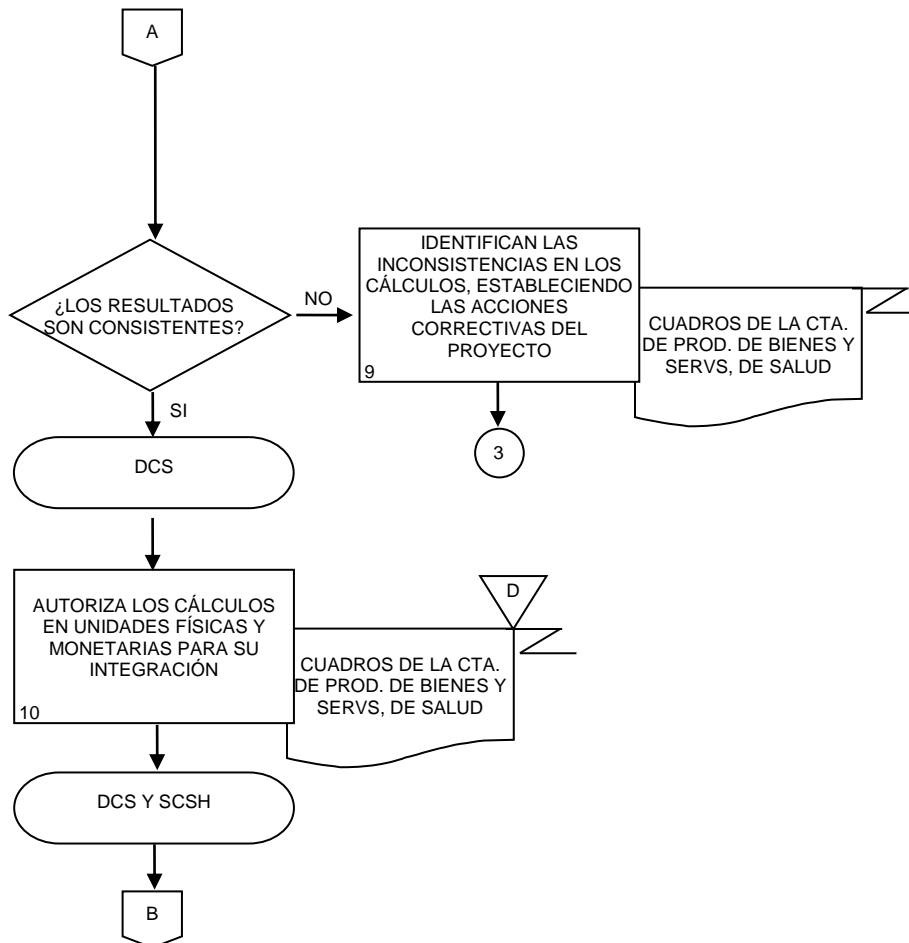 A
¿LOS RESULTADOS
SON CONSISTENTES?
NO
IDENTIFICAN LAS
INCONSISTENCIAS EN LOS
CÁLCULOS, ESTABLECIENDO
LAS ACCIONES
CORRECTIVAS DEL
PROYECTO
9
CUADROS DE LA CTA.
DE PROD. DE BIENES Y
SERVS, DE SALUD
3
SI
DCS
AUTORIZA LOS CÁLCULOS
EN UNIDADES FÍSICAS Y
MONETARIAS PARA SU
INTEGRACIÓN
10
D
CUADROS DE LA CTA.
DE PROD. DE BIENES Y
SERVS, DE SALUD
DCS Y SCSH
B